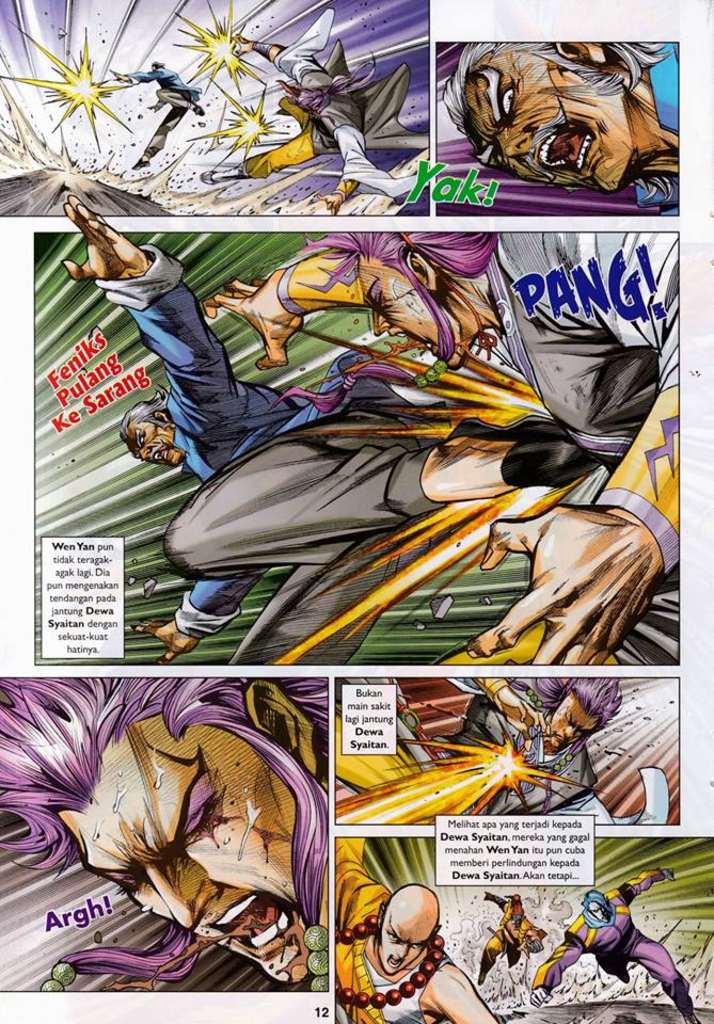 Yak!
PANG!
Feniks
Pulang
Ke Sarang
Wen Yan pun
tidak teragak-
agak lagi. Dia
pun mengenakan
tendangan pada
jantung Dewa
Syaitan dengan
sekuat-kuat
hatinya.
Argh!
Bukan
main sakit
lagi jantung
Dewa
Syaitan.
Melihat apa yang terjadi kepada
Dewa Syaitan, mereka yang gagal
menahan Wen Yan itu pun cuba
memberi perlindungan kepada
Dewa Syaitan. Akan tetapi...
12